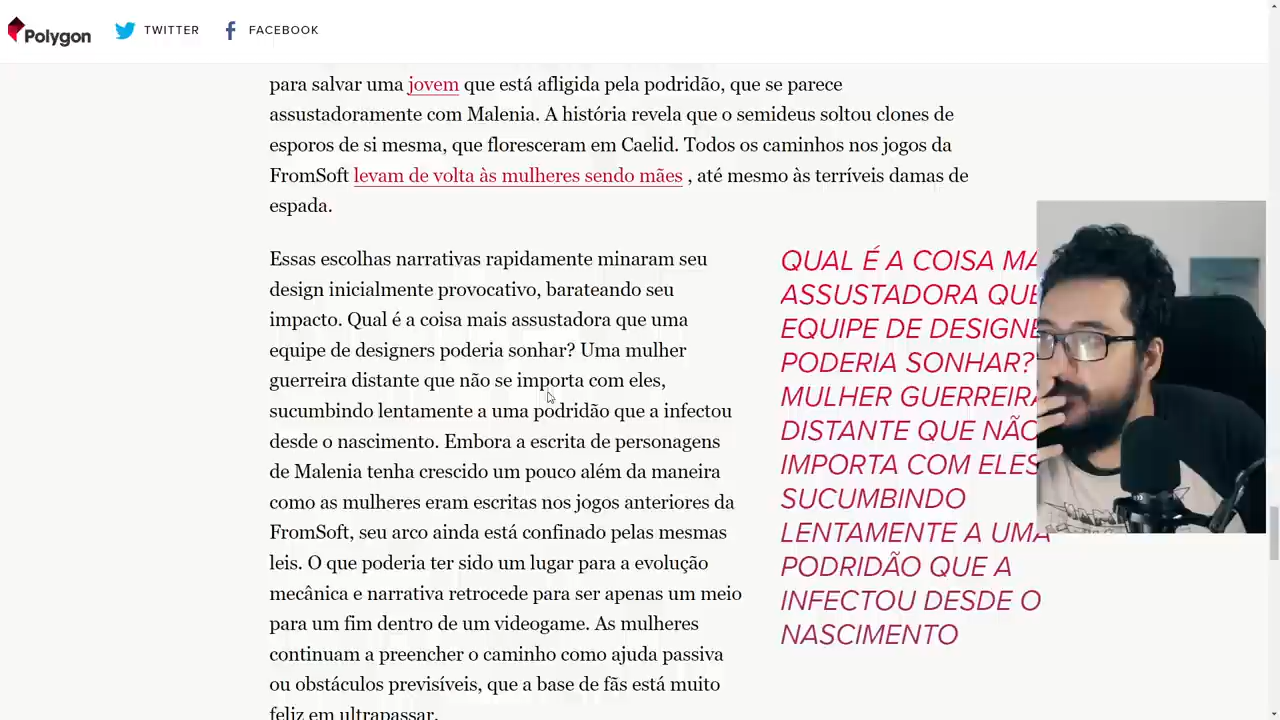 Polygon
TWITTER
FACEBOOK
para salvar uma jovem que está afligida pela podridão, que se parece
assustadoramente com Malenia. A história revela que o semideus soltou clones de
esporos de si mesma, que floresceram em Caelid. Todos os caminhos nos jogos da
FromSoft levam de volta às mulheres sendo mães , até mesmo às terríveis damas de
espada.
Essas escolhas narrativas rapidamente minaram seu
design inicialmente provocativo, barateando seu
impacto. Qual é a coisa mais assustadora que uma
equipe de designers poderia sonhar? Uma mulher
guerreira distante que não se importa com eles,
sucumbindo lentamente a uma podridão que a infectou
desde o nascimento. Embora a escrita de personagens
de Malenia tenha crescido um pouco além da maneira
como as mulheres eram escritas nos jogos anteriores da
FromSoft, seu arco ainda está confinado pelas mesmas
leis. O que poderia ter sido um lugar para a evolução
mecânica e narrativa retrocede para ser apenas um meio
para um fim dentro de um videogame. As mulheres
continuam a preencher o caminho como ajuda passiva
ou obstáculos previsíveis, que a base de fãs está muito
feliz em ultrapassar.
QUAL É A COISA
ASSUSTADORA QUE
EQUIPE DE
PODERIA SONHAR?
MULHER GUERREIRA
DISTANTE QUE NÃO
IMPORTA COM ELES
SUCUMBINDO
LENTAMENTE A UMA
PODRIDÃO QUE A
INFECTOU DESDE O
NASCIMENTO